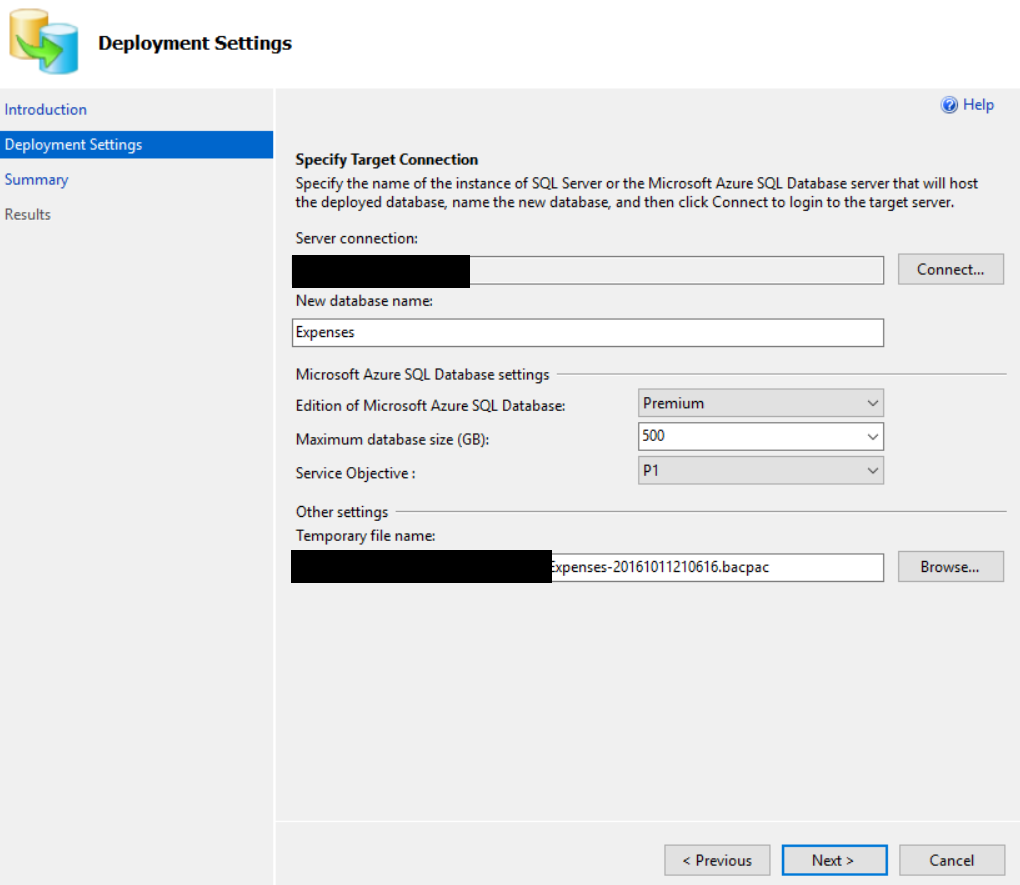 Deployment Settings
Introduction
Deployment Settings
Summary
Results
Help
Specify Target Connection
Specify the name of the instance of SQL Server or the Microsoft Azure SQL Database server that will host
the deployed database, name the new database, and then click Connect to login to the target server.
Server connection:
Connect...
New database name:
Expenses
Microsoft Azure SQL Database settings
Edition of Microsoft Azure SQL Database: Premium
Maximum database size (GB): 500
Service Objective : P1
Other settings
Temporary file name:
Expenses-20161011210616.bacpac Browse...
< Previous Next > Cancel